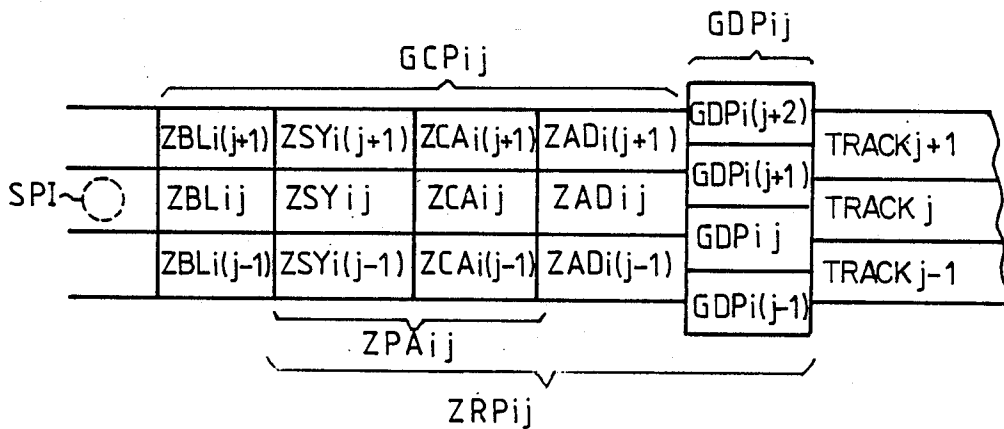 GDPij
GCPij
GDPi(j+2)
ZBLi(j+1) ZSYi(j+1) ZCAi(j+1) ZADi(j+1) TRACKj+1
GDPi(j+1)
SPI ZBLij ZSYij ZCAij ZADij TRACK j
GDPij
ZBLi(j-1) ZSYi(j-1) ZCAi(j-1) ZADi(j-1) TRACK j-1
GDPi(j-1)
ZPAij
ZRPij